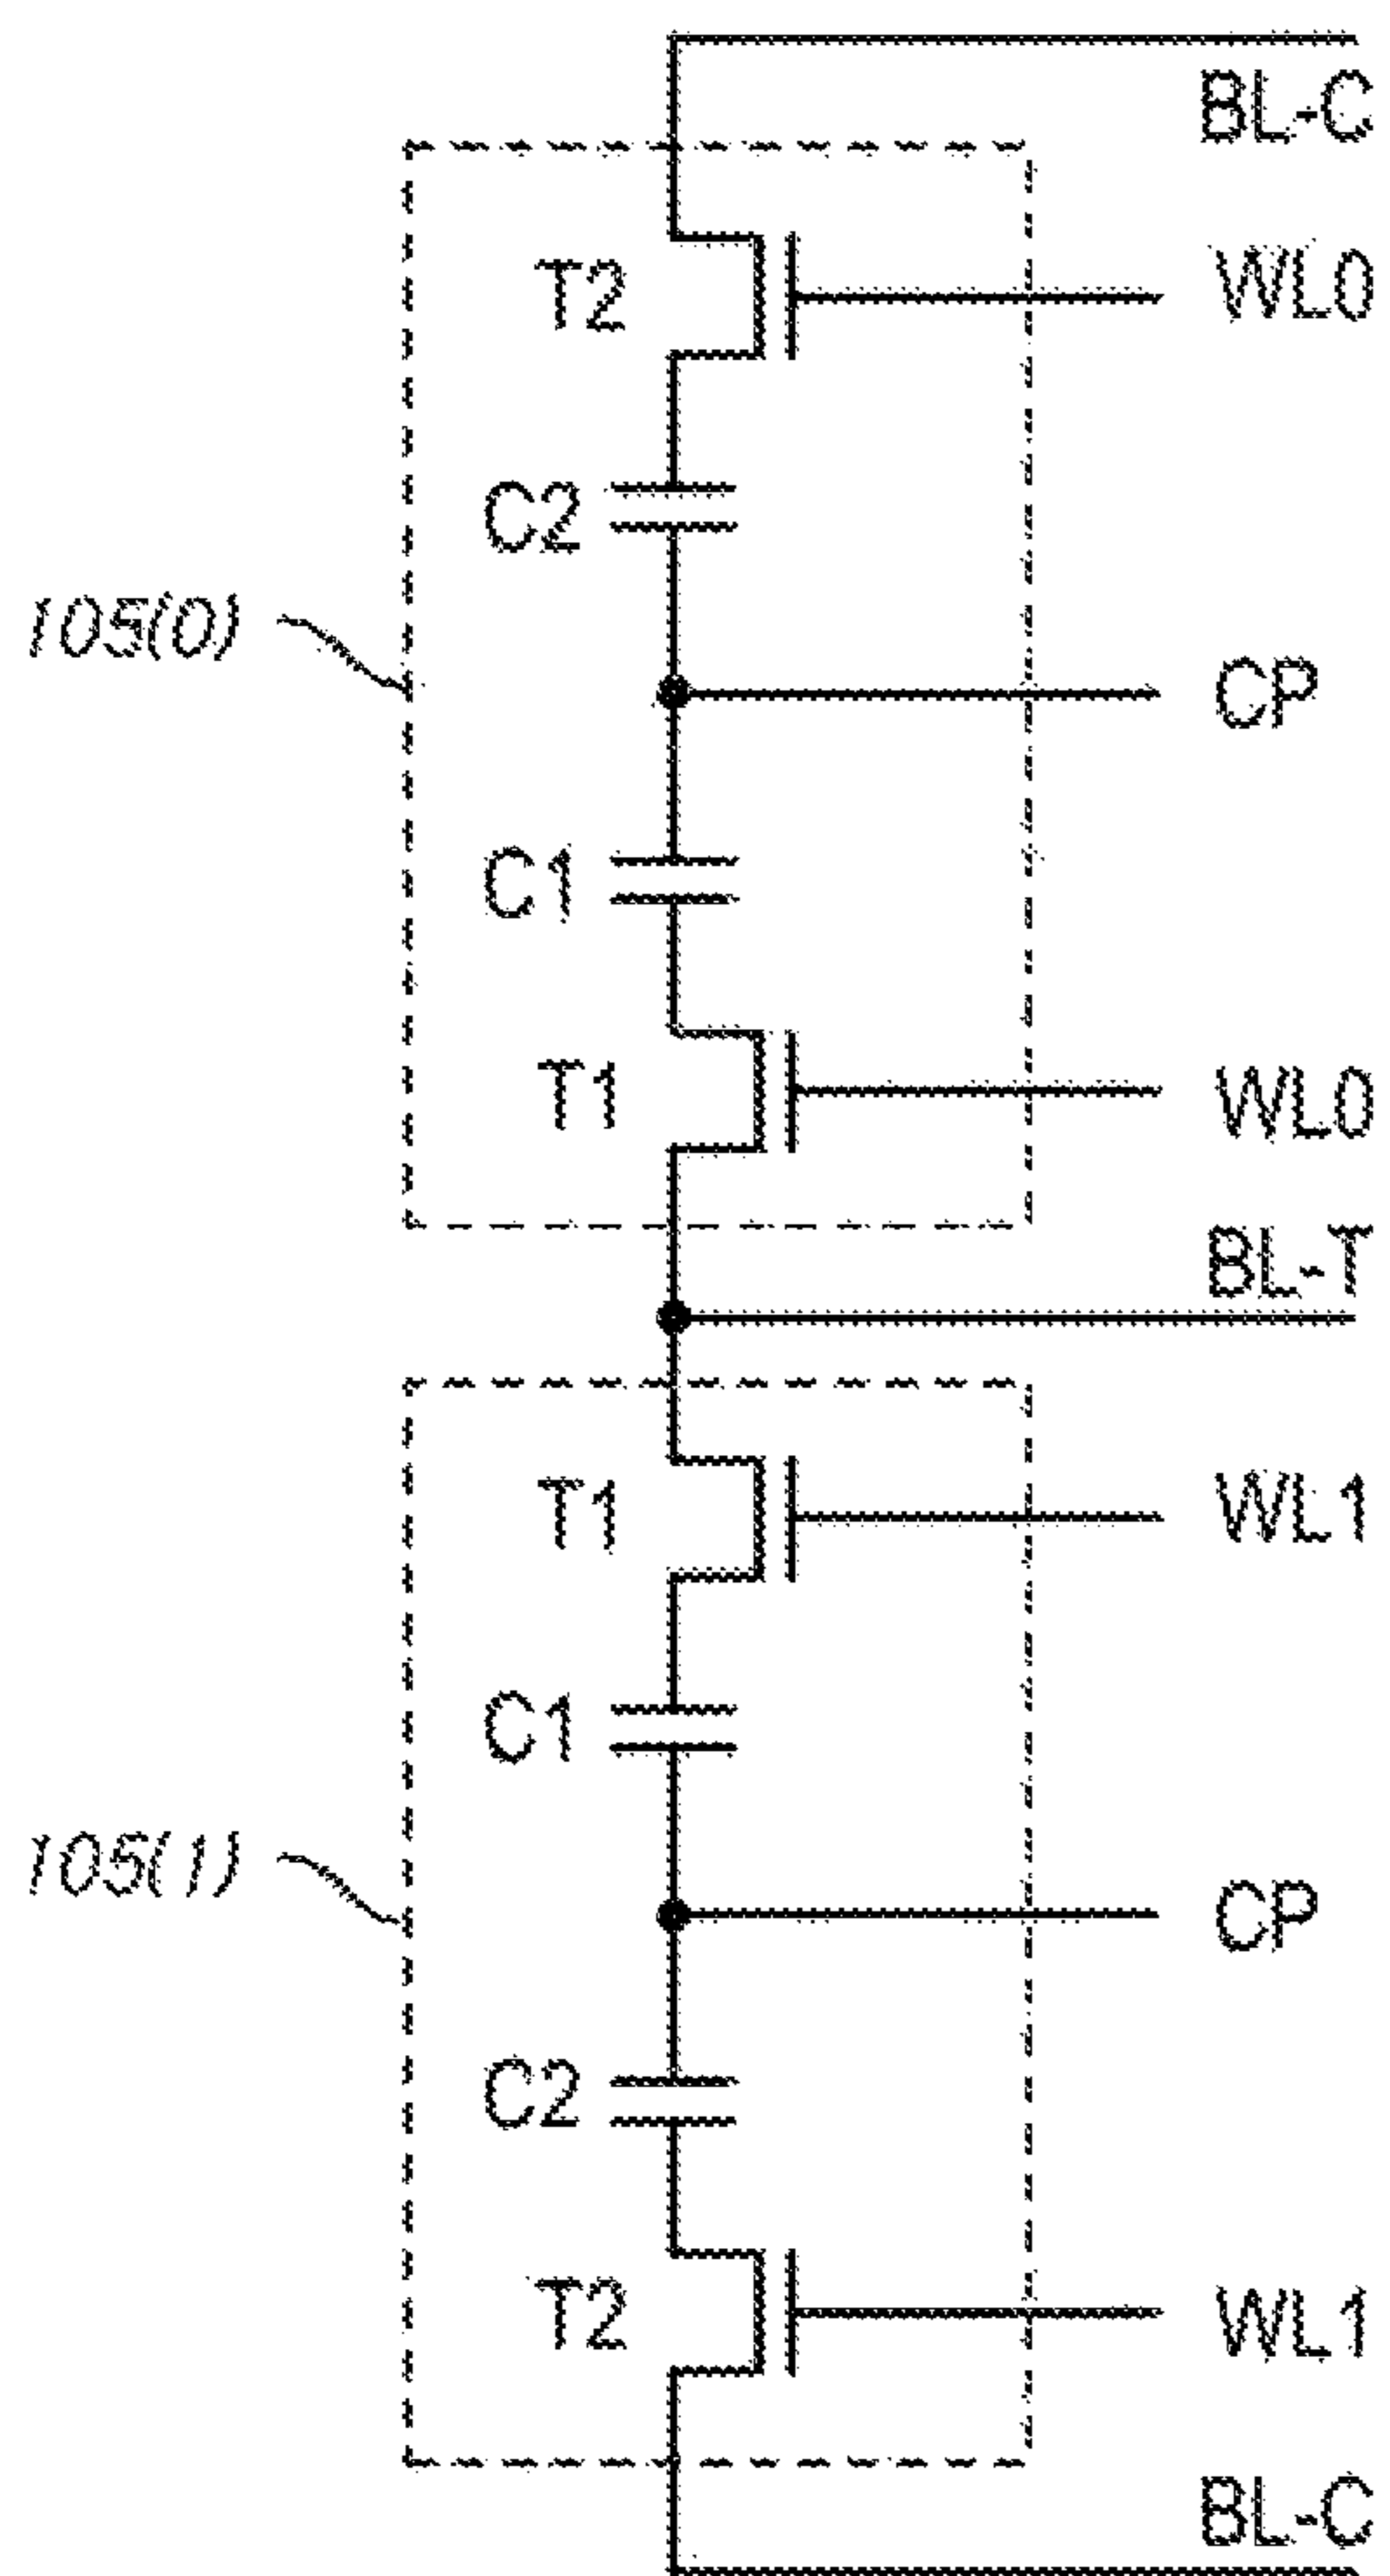 BL-C
T2 WL0
C2
105(0)
CP
C1
T1 WL0
BL-T
T1 WL1
C1
105(1)
CP
C2
T2 WL1
BL-C